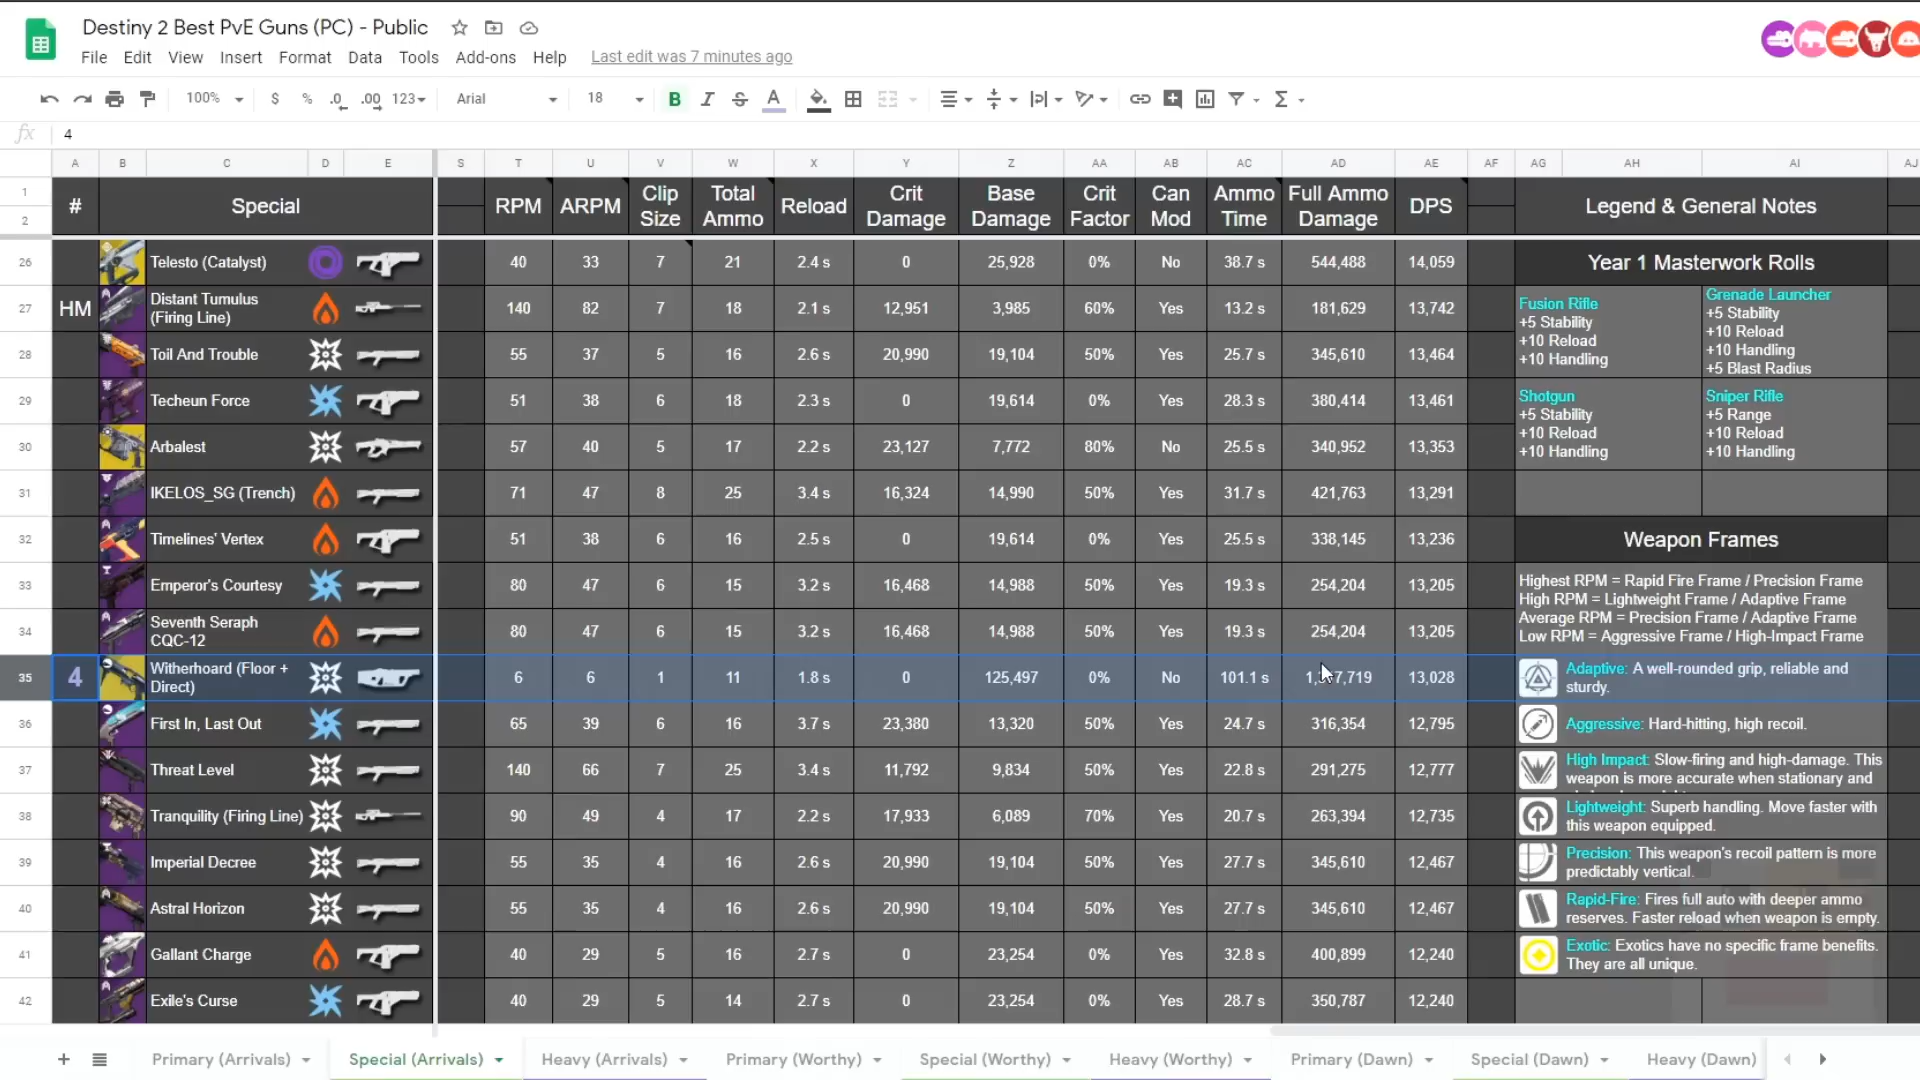 Destiny 2 Best PvE Guns (PC) - Public
File Edit View Insert Format Data Tools Add-ons Help Last edit was 7 minutes ago
100% $ % .0 .00 123 Arial 18 B I S A
fx 4
A B C D E S T U V W X Y Z AA AB AC AD AE AF AG AH AI AJ
1 2 # Special RPM ARPM Clip Size Total Ammo Reload Crit Damage Base Damage Crit Factor Can Mod Ammo Time Full Ammo Damage DPS Legend & General Notes
26 Telesto (Catalyst) 40 33 7 21 2.4 s 0 25,928 0% No 38.7 s 544,488 14,059
27 HM Distant Tumulus (Firing Line) 140 82 7 18 2.1 s 12,951 3,985 60% Yes 13.2 s 181,629 13,742
28 Toil And Trouble 55 37 5 16 2.6 s 20,990 19,104 50% Yes 25.7 s 345,610 13,464
29 Techeun Force 51 38 6 18 2.3 s 0 19,614 0% Yes 28.3 s 380,414 13,461
30 Arbalest 57 40 5 17 2.2 s 23,127 7,772 80% No 25.5 s 340,952 13,353
31 IKELOS_SG (Trench) 71 47 8 25 3.4 s 16,324 14,990 50% Yes 31.7 s 421,763 13,291
32 Timelines' Vertex 51 38 6 16 2.5 s 0 19,614 0% Yes 25.5 s 338,145 13,236
33 Emperor's Courtesy 80 47 6 15 3.2 s 16,468 14,988 50% Yes 19.3 s 254,204 13,205
34 Seventh Seraph CQC-12 80 47 6 15 3.2 s 16,468 14,988 50% Yes 19.3 s 254,204 13,205
35 4 Witherhoard (Floor + Direct) 6 6 1 11 1.8 s 0 125,497 0% No 101.1 s 13,028
36 First In, Last Out 65 39 6 16 3.7 s 23,380 13,320 50% Yes 24.7 s 316,354 12,795
37 Threat Level 140 66 7 25 3.4 s 11,792 9,834 50% Yes 22.8 s 291,275 12,777
38 Tranquility (Firing Line) 90 49 4 17 2.2 s 17,933 6,089 70% Yes 20.7 s 263,394 12,735
39 Imperial Decree 55 35 4 16 2.6 s 20,990 19,104 50% Yes 27.7 s 345,610 12,467
40 Astral Horizon 55 35 4 16 2.6 s 20,990 19,104 50% Yes 27.7 s 345,610 12,467
41 Gallant Charge 40 29 5 16 2.7 s 0 23,254 0% Yes 32.8 s 400,899 12,240
42 Exile's Curse 40 29 5 14 2.7 s 0 23,254 0% Yes 28.7 s 350,787 12,240
Year 1 Masterwork Rolls
Fusion Rifle
+5 Stability
+10 Reload
+10 Handling
Grenade Launcher
+5 Stability
+10 Reload
+10 Handling
+5 Blast Radius
Shotgun
+5 Stability
+10 Reload
+10 Handling
Sniper Rifle
+5 Range
+10 Reload
+10 Handling
Weapon Frames
Highest RPM = Rapid Fire Frame / Precision Frame
High RPM = Lightweight Frame / Adaptive Frame
Average RPM = Precision Frame / Adaptive Frame
Low RPM = Aggressive Frame / High-Impact Frame
Adaptive: A well-rounded grip, reliable and
sturdy.
Aggressive: Hard-hitting, high recoil.
High Impact: Slow-firing and high-damage. This
weapon is more accurate when stationary and
Lightweight: Superb handling. Move faster with
this weapon equipped.
Precision: This weapon's recoil pattern is more
predictably vertical.
Rapid-Fire: Fires full auto with deeper ammo
reserves. Faster reload when weapon is empty.
Exotic: Exotics have no specific frame benefits.
They are all unique.
Primary (Arrivals) Special (Arrivals) Heavy (Arrivals) Primary (Worthy) Special (Worthy) Heavy (Worthy) Primary (Dawn) Special (Dawn) Heavy (Dawn)